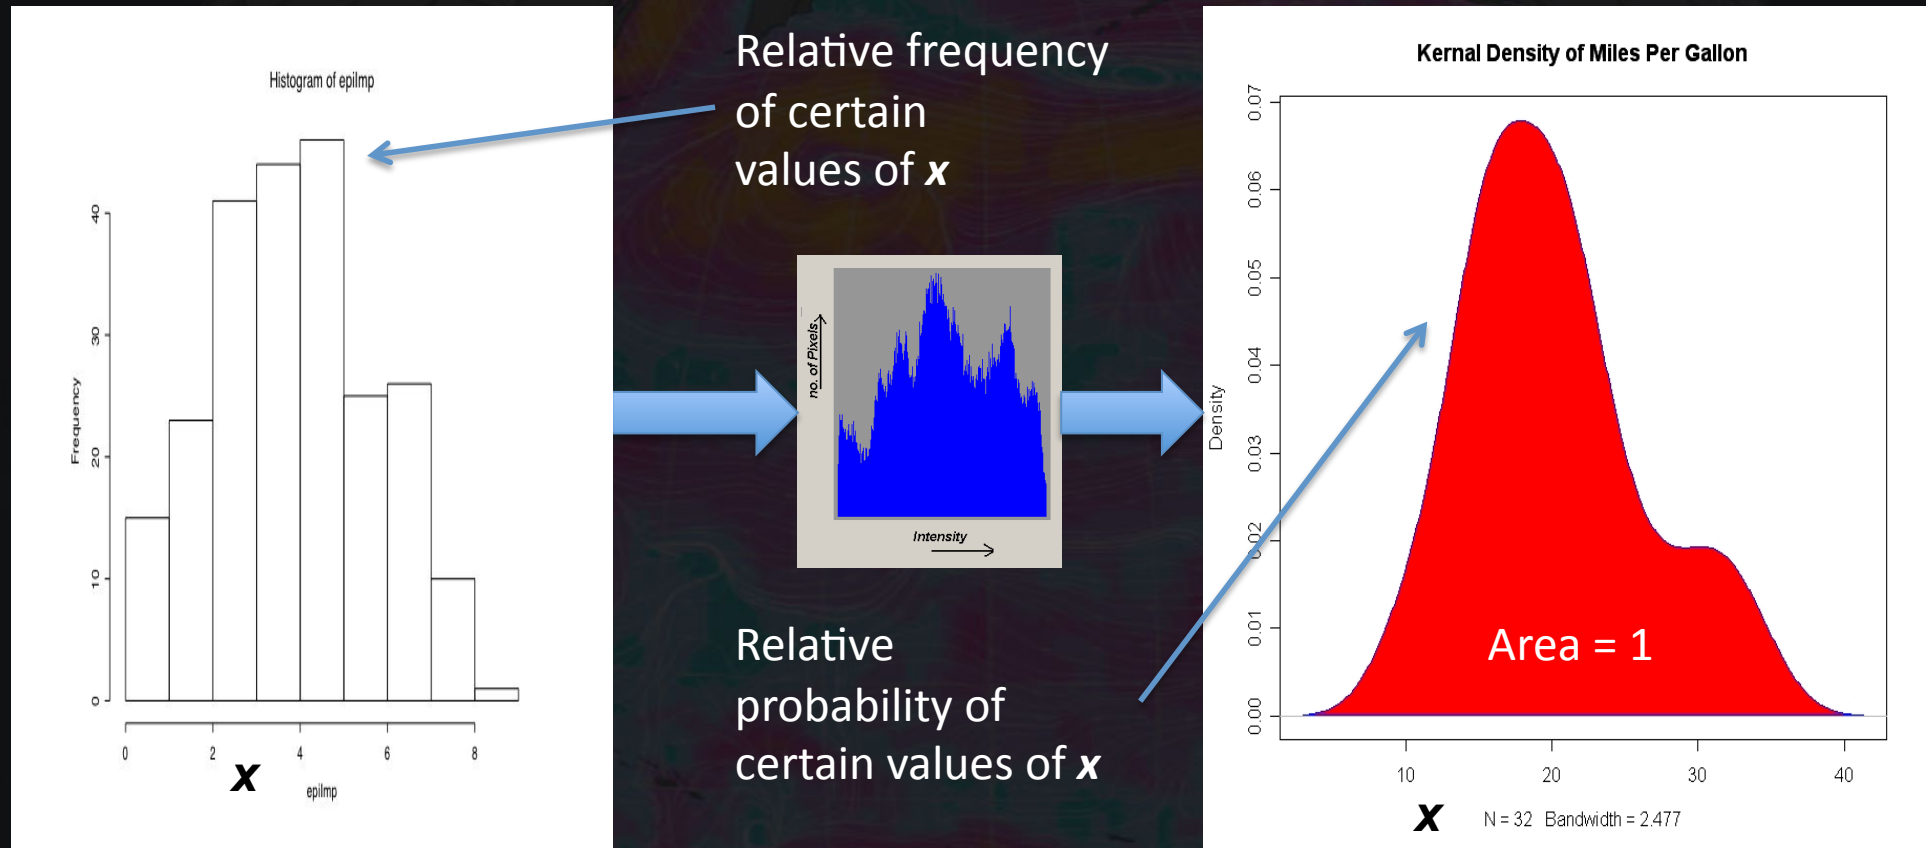 Histogram of epiImp
Frequency
0
10
20
30
40
0 2 4 6 8
x
epiImp
Relative frequency
of certain
values of x
no. of Pixels
Intensity
Relative
probability of
certain values of x
Kernal Density of Miles Per Gallon
Density
0.00
0.01
0.02
0.03
0.04
0.05
0.06
0.07
Area = 1
10 20 30 40
x
N = 32 Bandwidth = 2.477